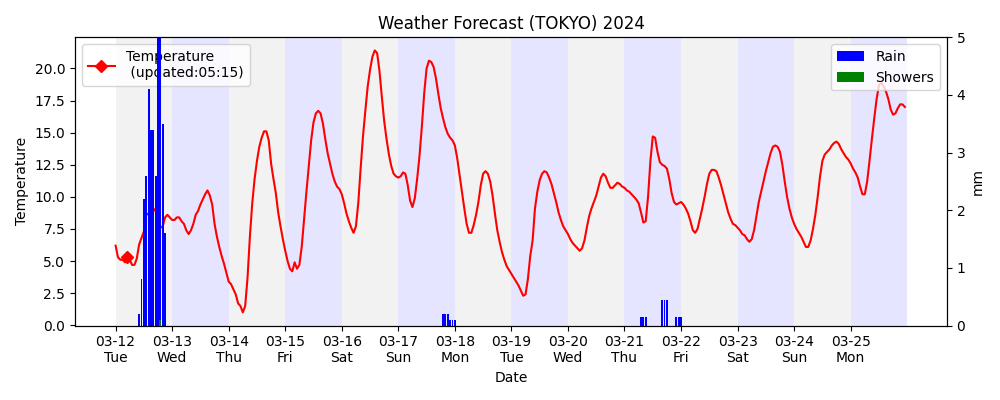 Weather Forecast (TOKYO) 2024
Temperature
(updated:05:15)
Rain
Showers
Temperature
20.0
17.5
15.0
12.5
10.0
7.5
5.0
2.5
0.0
5
4
3
2
1
0
mm
03-12 03-13 03-14 03-15 03-16 03-17 03-18 03-19 03-20 03-21 03-22 03-23 03-24 03-25
Tue Wed Thu Fri Sat Sun Mon Tue Wed Thu Fri Sat Sun Mon
Date